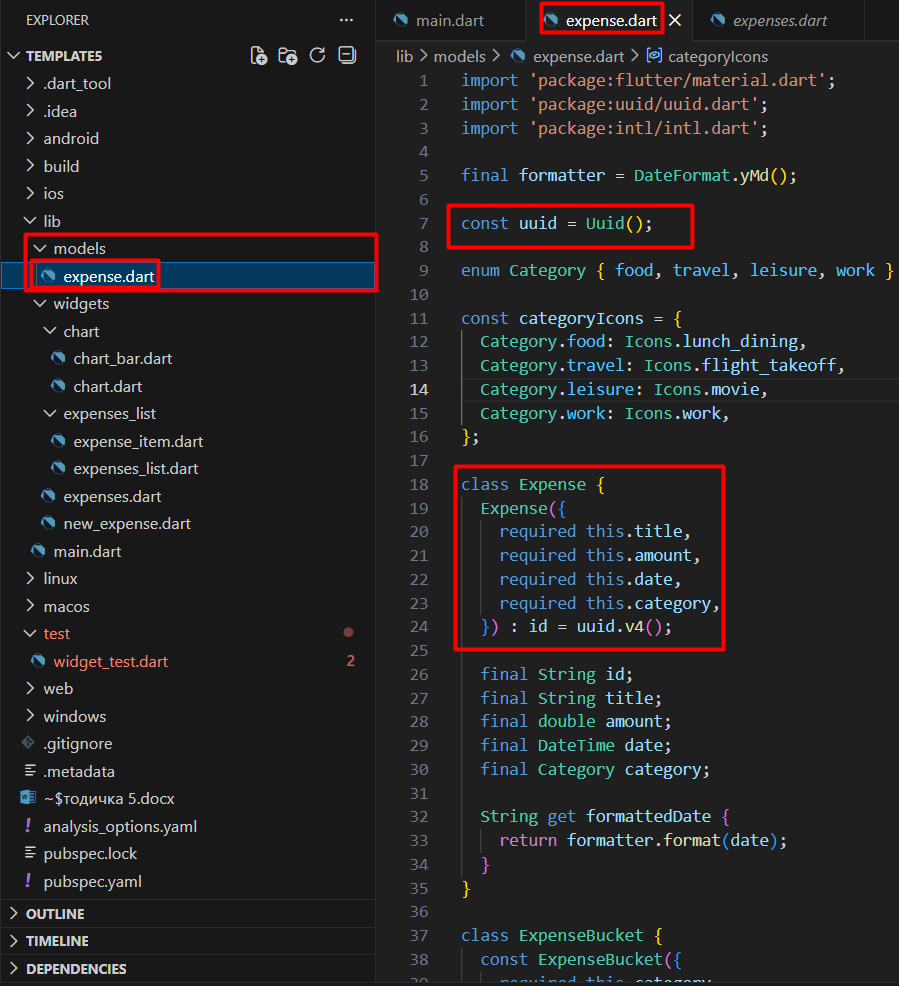 EXPLORER
TEMPLATE5
.dart_tool
.idea
android
build
ios
lib
models
expense.dart
widgets
chart
chart_bar.dart
chart.dart
expenses_list
expense_item.dart
expenses_list.dart
expenses.dart
new_expense.dart
main.dart
linux
macos
test
widget_test.dart 2
web
windows
.gitignore
.metadata
~$тодичка 5.docx
! analysis_options.yaml
pubspec.lock
! pubspec.yaml
OUTLINE
TIMELINE
DEPENDENCIES
main.dart expense.dart expenses.dart
lib > models > expense.dart > categoryIcons
1 import 'package:flutter/material.dart';
2 import 'package:uuid/uuid.dart';
3 import 'package:intl/intl.dart';
4
5 final formatter = DateFormat.yMd();
6
7 const uuid = Uuid();
8
9 enum Category { food, travel, leisure, work }
10
11 const categoryIcons = {
12 Category.food: Icons.lunch_dining,
13 Category.travel: Icons.flight_takeoff,
14 Category.leisure: Icons.movie,
15 Category.work: Icons.work,
16 };
17
18 class Expense {
19 Expense({
20 required this.title,
21 required this.amount,
22 required this.date,
23 required this.category,
24 }) : id = uuid.v4();
25
26 final String id;
27 final String title;
28 final double amount;
29 final DateTime date;
30 final Category category;
31
32 String get formattedDate {
33 return formatter.format(date);
34 }
35 }
36
37 class ExpenseBucket {
38 const ExpenseBucket({
39 required this.category,